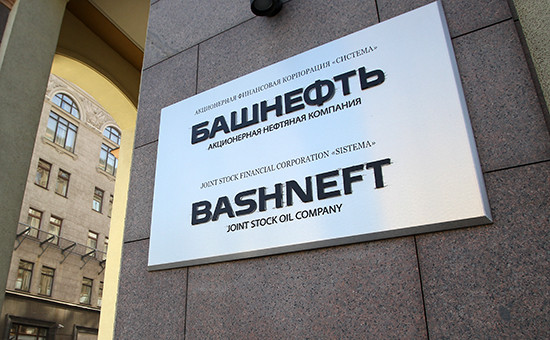 АКЦИОНЕРНАЯ ФИНАНСОВАЯ КОРПОРАЦИЯ «СИСТЕМА»
БАШНЕФТЬ
АКЦИОНЕРНАЯ НЕФТЯНАЯ КОМПАНИЯ
JOINT STOCK FINANCIAL CORPORATION «SISTEMA»
BASHNEFT
JOINT STOCK OIL COMPANY